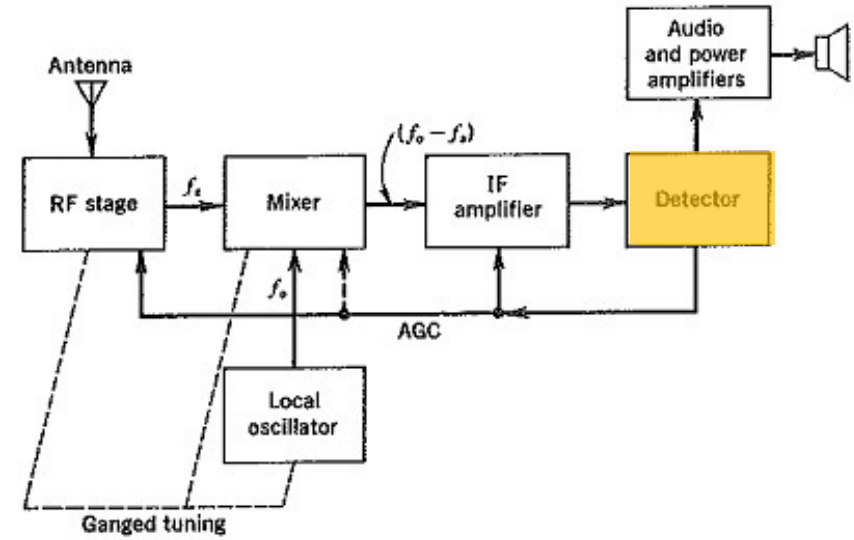 Audio
and power
amplifiers
Antenna
(fo – fs)
RF stage
fs
Mixer
IF
amplifier
Detector
fo
AGC
Local
oscillator
Ganged tuning